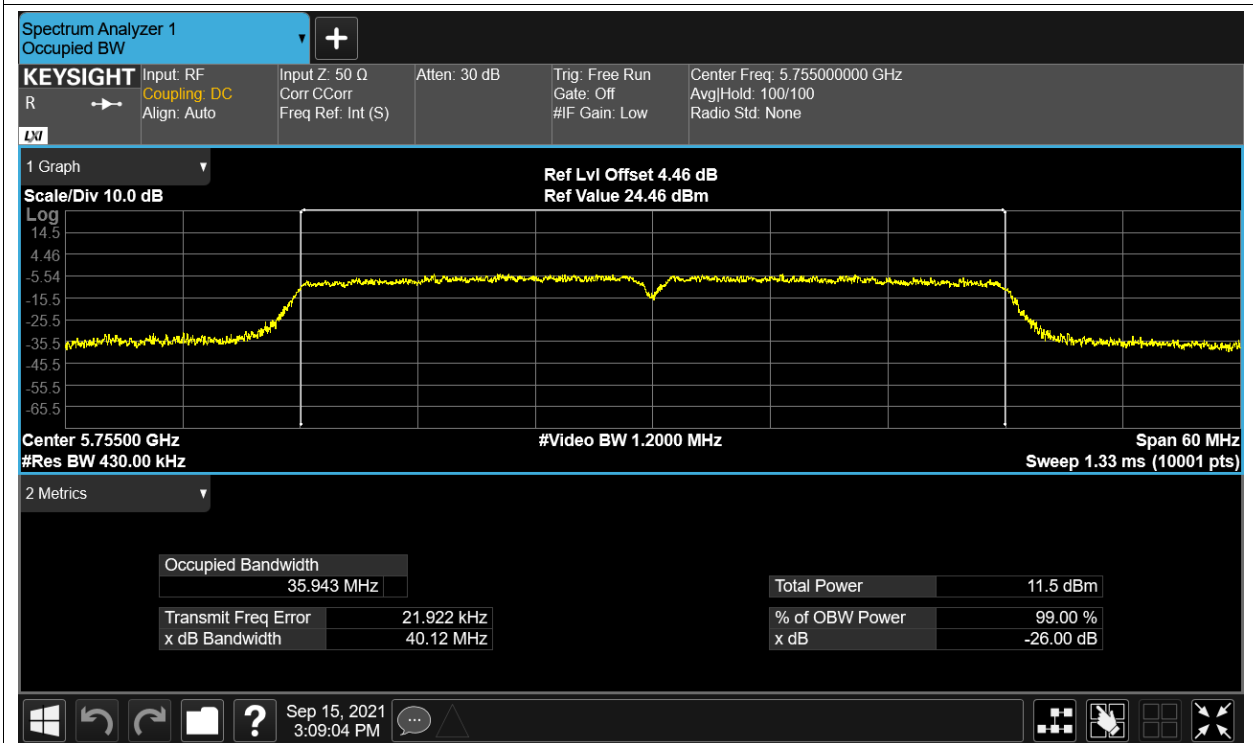 Spectrum Analyzer 1
Occupied BW
+
KEYSIGHT
R
LXI
Input: RF
Coupling: DC
Align: Auto
Input Z: 50 Ω
Corr CCorr
Freq Ref: Int (S)
Atten: 30 dB
Trig: Free Run
Gate: Off
#IF Gain: Low
Center Freq: 5.755000000 GHz
Avg|Hold: 100/100
Radio Std: None
1 Graph
Scale/Div 10.0 dB
Ref Lvl Offset 4.46 dB
Ref Value 24.46 dBm
Log
14.5
4.46
-5.54
-15.5
-25.5
-35.5
-45.5
-55.5
-65.5
Center 5.75500 GHz
#Video BW 1.2000 MHz
Span 60 MHz
#Res BW 430.00 kHz
Sweep 1.33 ms (10001 pts)
2 Metrics
Occupied Bandwidth
35.943 MHz
Total Power 11.5 dBm
Transmit Freq Error 21.922 kHz
% of OBW Power 99.00 %
x dB Bandwidth 40.12 MHz
x dB -26.00 dB
?
Sep 15, 2021
3:09:04 PM